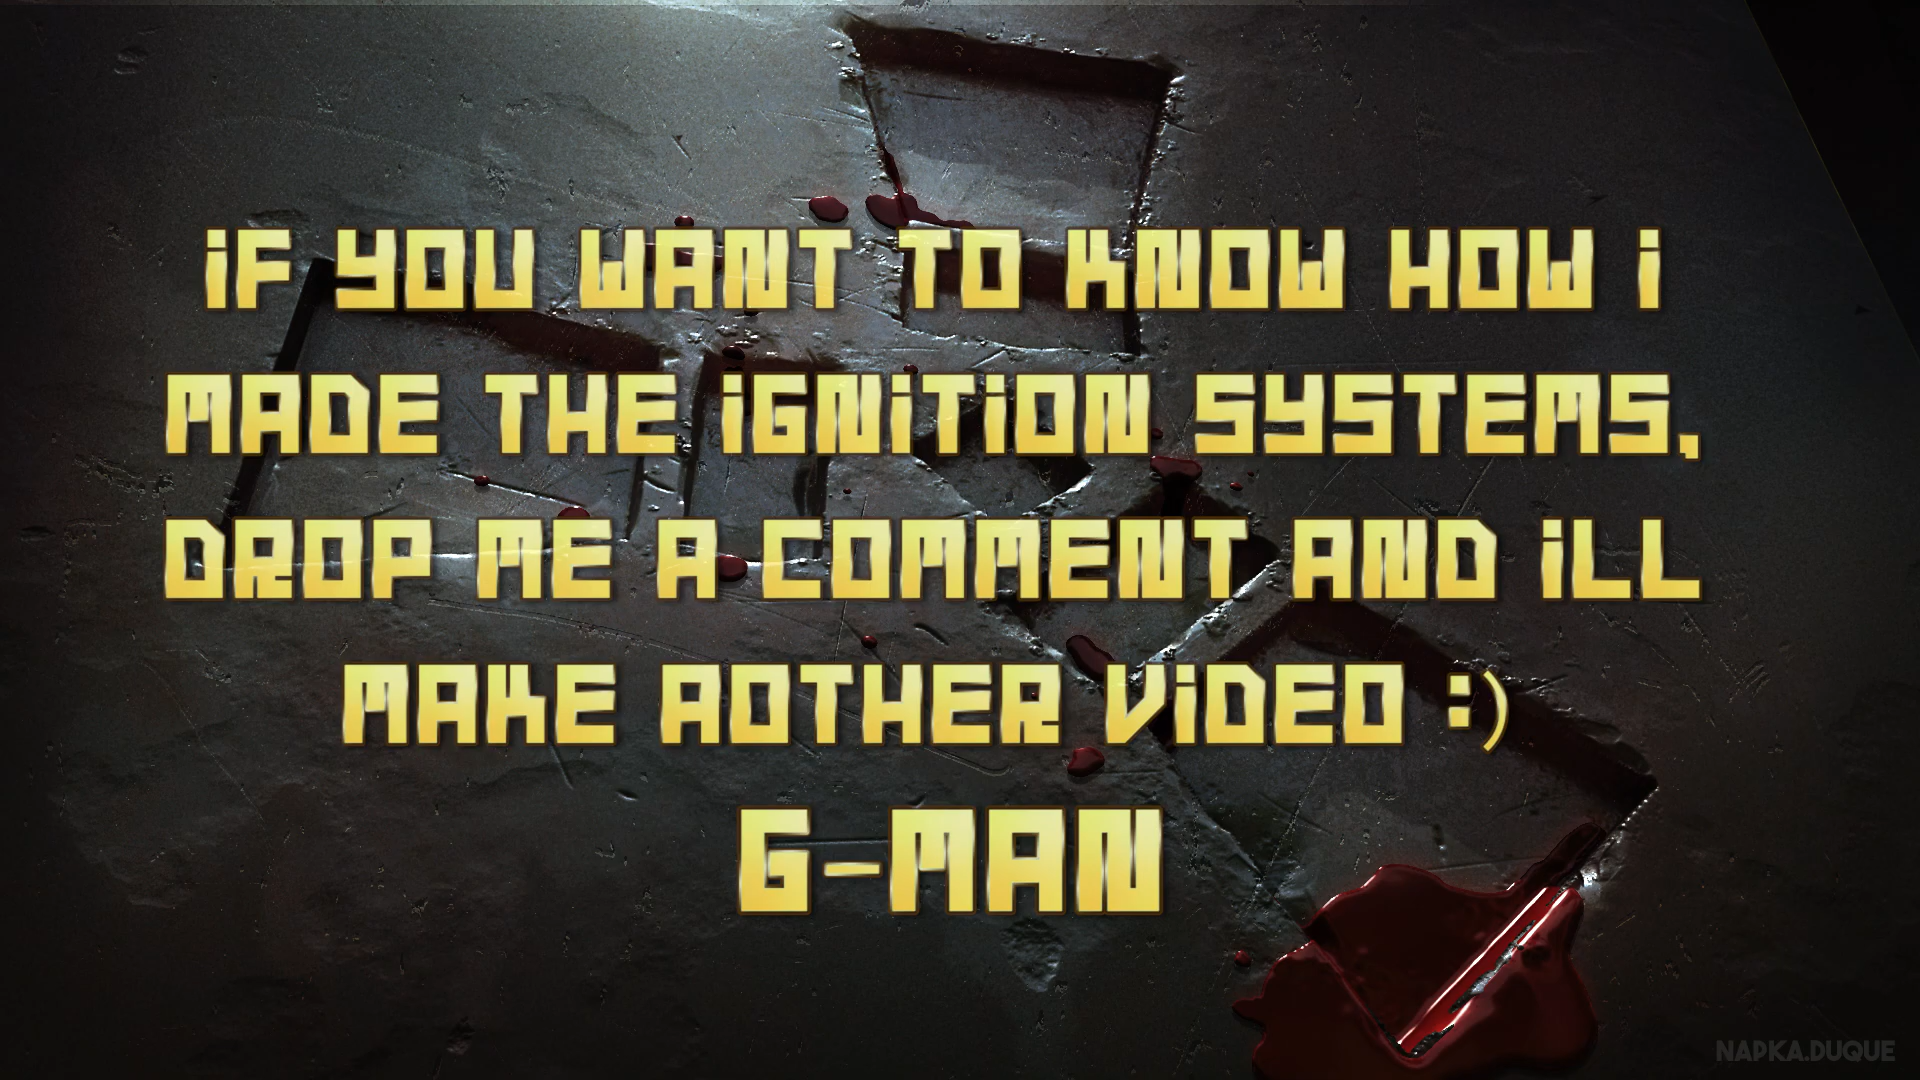 iF YOU WANT TO KNOW HOW i
MADE THE iGNiTiON SYSTEMS,
DROP ME A COMMENT AND iLL
MAKE AOTHER ViDEO :)
G-MAN
NAPKA.DUQUE